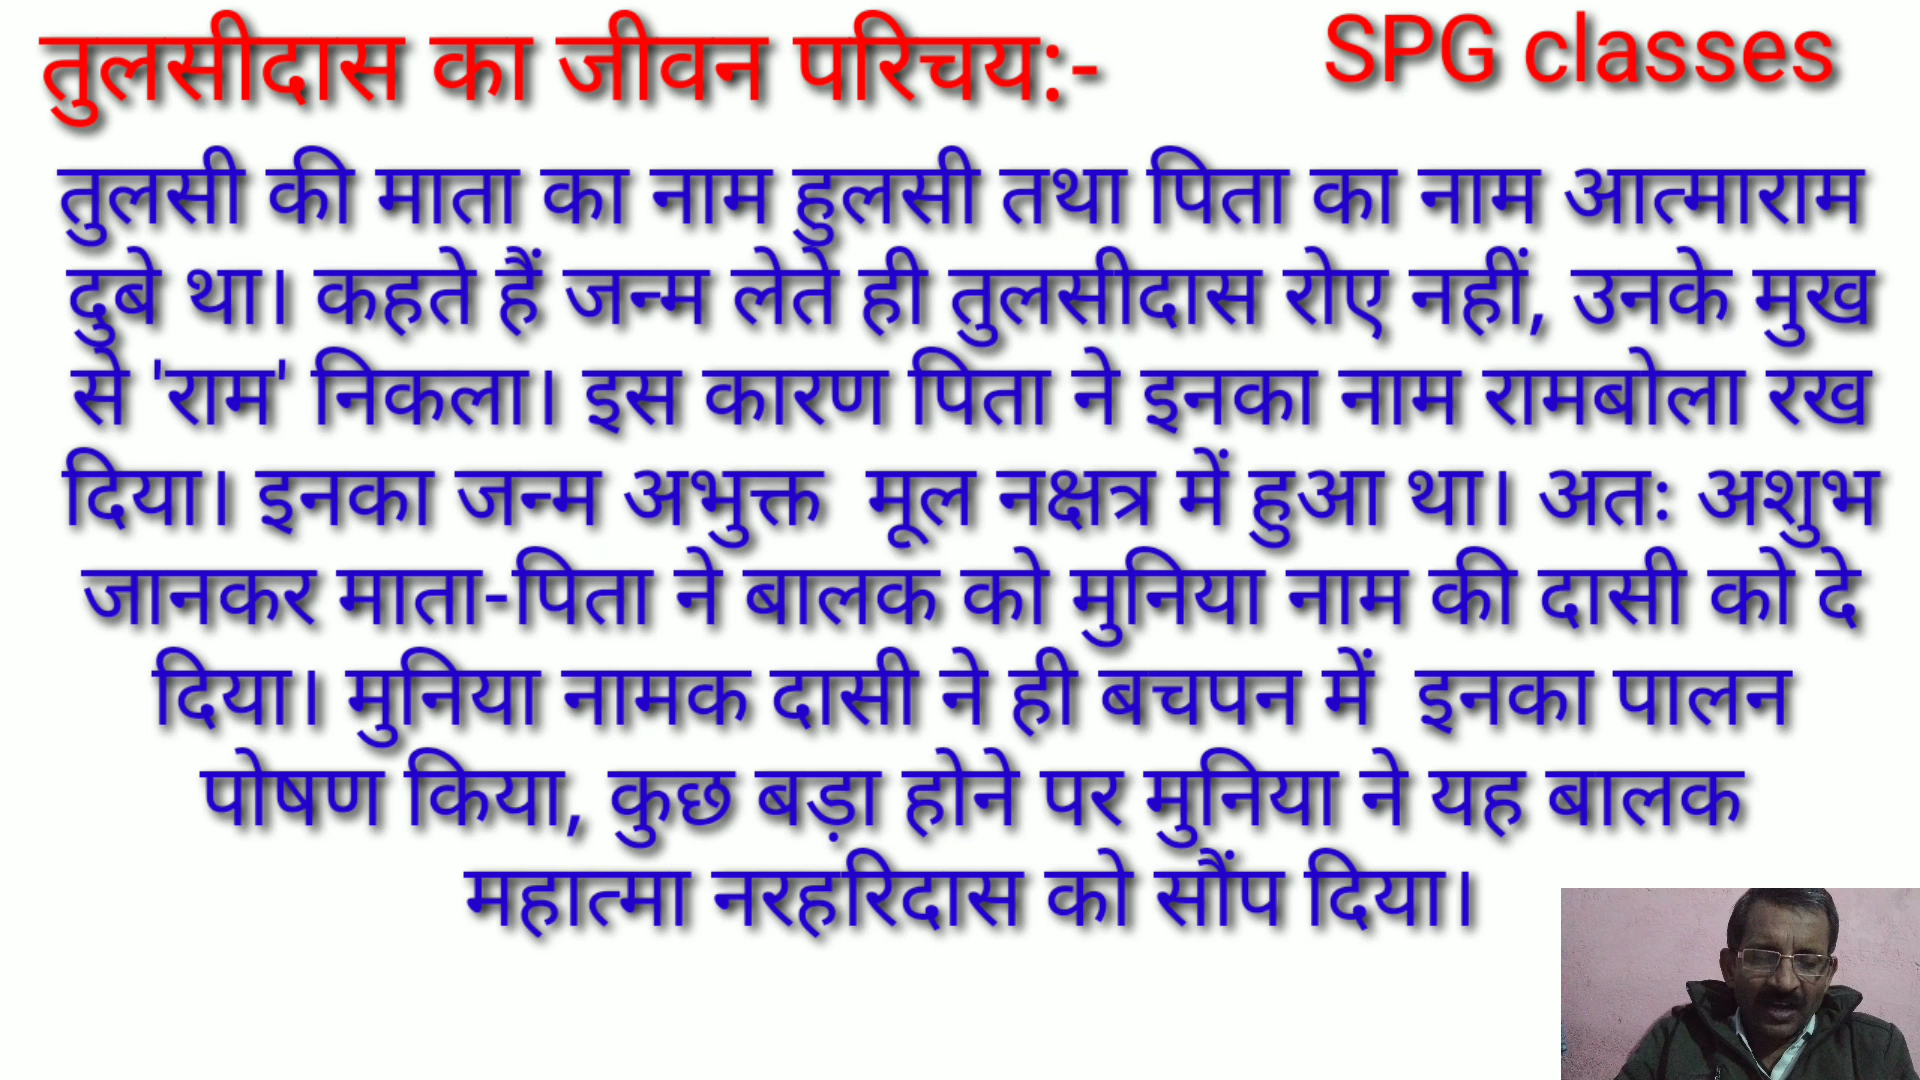 तुलसीदास का जीवन परिचय:-
SPG classes
तुलसी की माता का नाम हुलसी तथा पिता का नाम आत्माराम
दुबे था। कहते हैं जन्म लेते ही तुलसीदास रोए नहीं, उनके मुख
से 'राम' निकला। इस कारण पिता ने इनका नाम रामबोला रख
दिया। इनका जन्म अभुक्त  मूल नक्षत्र में हुआ था। अतः अशुभ
जानकर माता-पिता ने बालक को मुनिया नाम की दासी को दे
दिया। मुनिया नामक दासी ने ही बचपन में  इनका पालन
पोषण किया, कुछ बड़ा होने पर मुनिया ने यह बालक
महात्मा नरहरिदास को सौंप दिया।